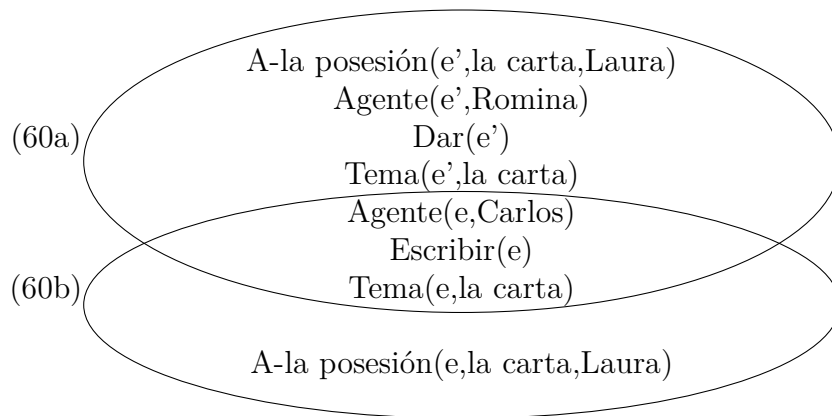 A-la posesión(e',la carta,Laura)
Agente(e',Romina)
(60a)
Dar(e')
Tema(e',la carta)
Agente(e,Carlos)
Escribir(e)
(60b)
Tema(e,la carta)
A-la posesión(e,la carta,Laura)